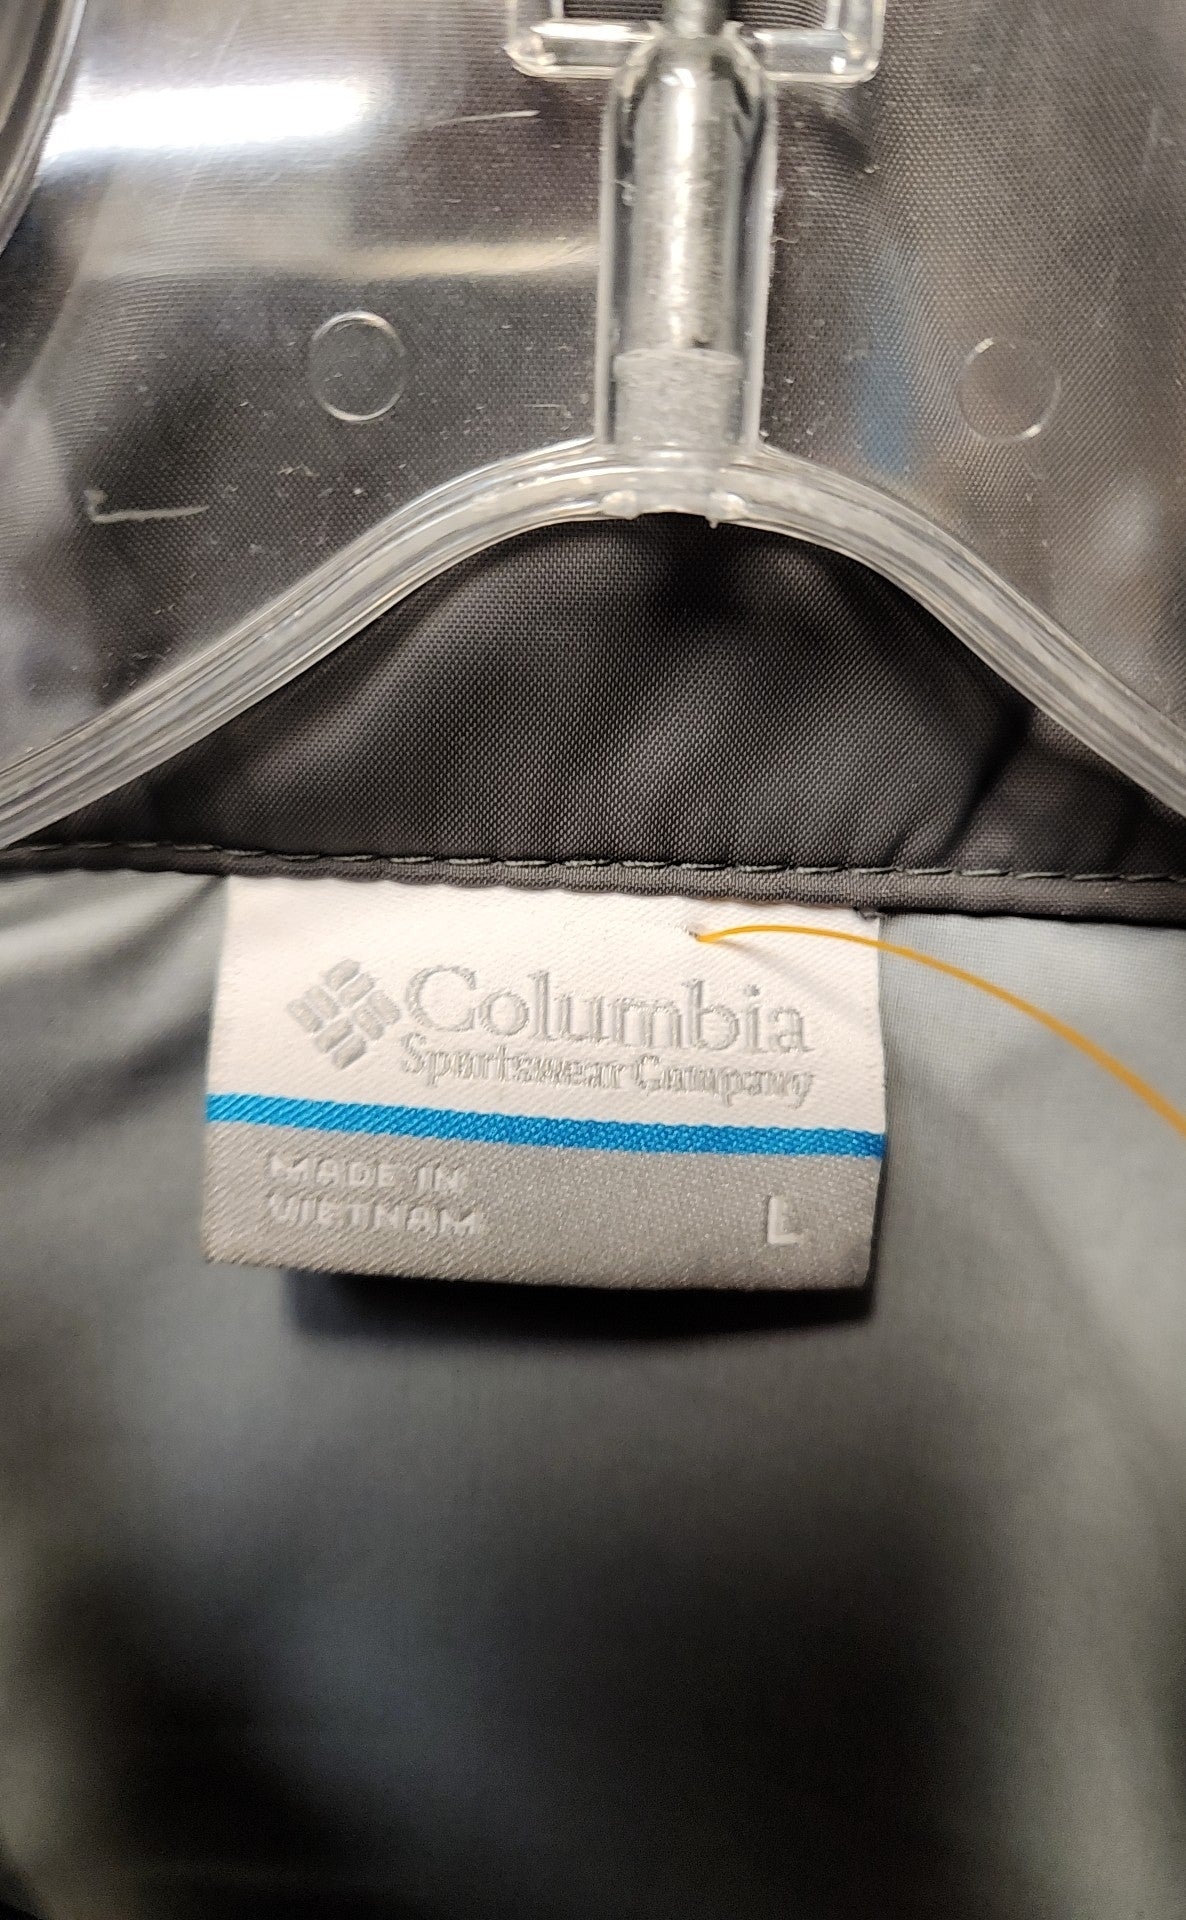 Columbia
Sportswear Company
MADE IN
VIETNAM
L